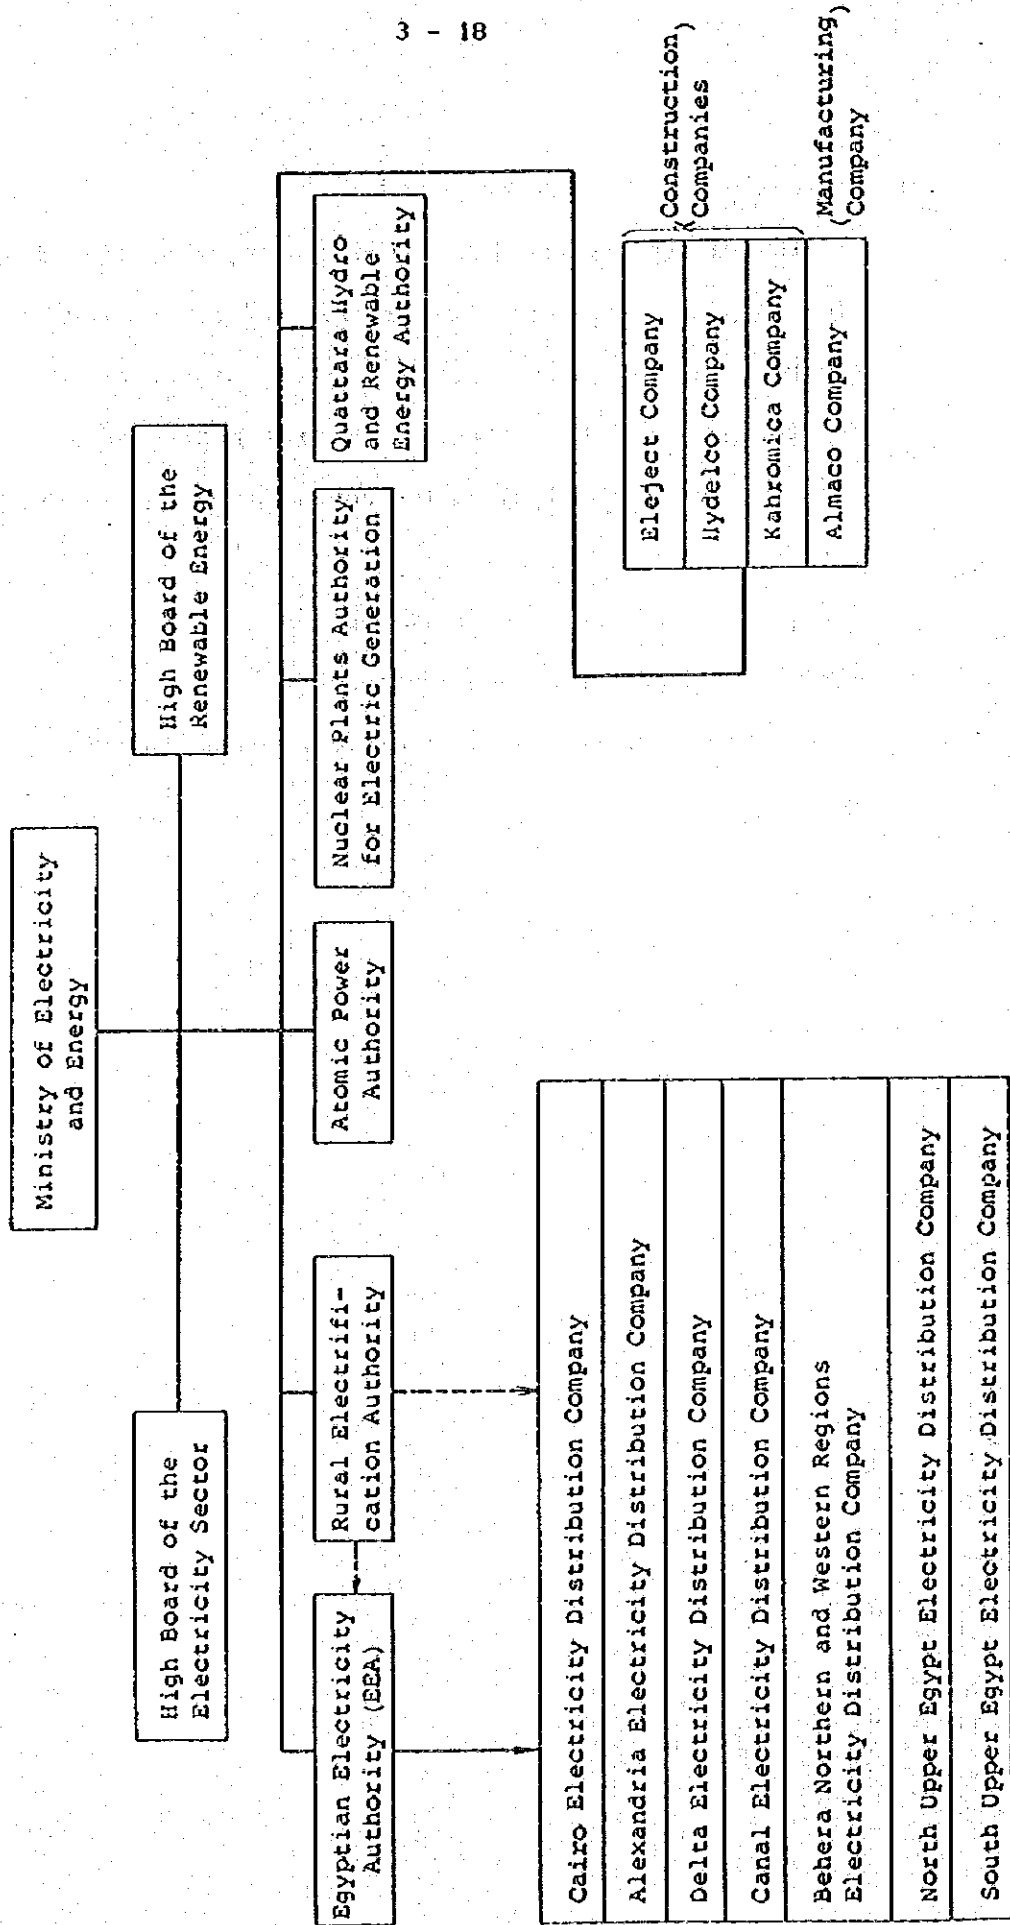 3 - 18
Ministry of Electricity
and Energy
High Board of the
Electricity Sector
High Board of the
Renewable Energy
Egyptian Electricity
Authority (EEA)
Rural Electrifi-
cation Authority
Atomic Power
Authority
Nuclear Plants Authority
for Electric Generation
Quattara Hydro
and Renewable
Energy Authority
Cairo Electricity Distribution Company
Alexandria Electricity Distribution Company
Delta Electricity Distribution Company
Canal Electricity Distribution Company
Behera Northern and Western Regions
Electricity Distribution Company
North Upper Egypt Electricity Distribution Company
South Upper Egypt Electricity Distribution Company
Eleject Company
Hydelco Company
Kahromica Company
Almaco Company
(Construction)
Companies
(Manufacturing)
Company